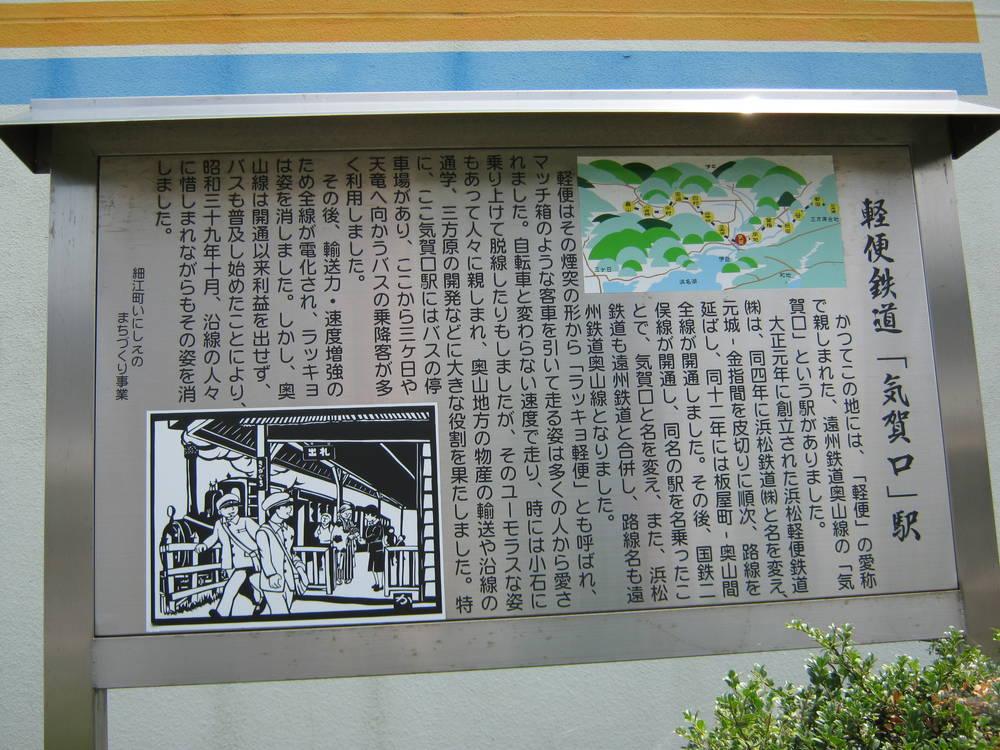 軽便鉄道「気賀口」駅
かつてこの地には、「軽便」の愛称
で親しまれた、遠州鉄道奥山線の「気
賀口」という駅がありました。
大正元年に創立された浜松軽便鉄道
㈱は、同四年に浜松鉄道㈱と名を変え、
元城－金指間を皮切りに順次、路線を
延ばし、同十二年には板屋町－奥山間
全線が開通しました。その後、国鉄二
俣線が開通し、同名の駅を名乗ったこ
とで、気賀口と名を変え、また、浜松
鉄道も遠州鉄道と合併し、路線名も遠
州鉄道奥山線となりました。
軽便はその煙突の形から「ラッキョ軽便」とも呼ばれ、
マッチ箱のような客車を引いて走る姿は多くの人から愛さ
れました。自転車と変わらない速度で走り、時には小石に
乗り上げて脱線したりもしましたが、そのユーモラスな姿
もあって人々に親しまれ、奥山地方の物産の輸送や沿線の
通学、三方原の開発などに大きな役割を果たしました。特
に、ここ気賀口駅にはバスの停
車場があり、ここから三ヶ日や
天竜へ向かうバスの乗降客が多
く利用しました。
その後、輸送力・速度増強の
ため全線が電化され、ラッキョ
は姿を消しました。しかし、奥
山線は開通以来利益を出せず、
バスも普及し始めたことにより、
昭和三十九年十月、沿線の人々
に惜しまれながらもその姿を消
しました。
細江町いにしえの
まちづくり事業
三ヶ日
浜名湖
出札